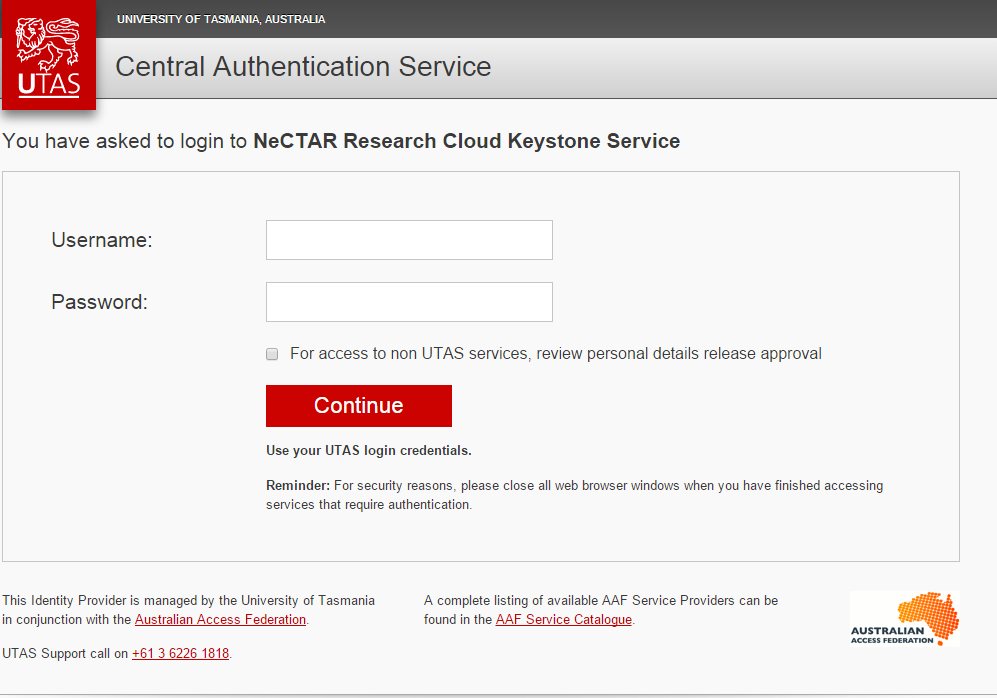 UNIVERSITY OF TASMANIA, AUSTRALIA
UTAS
Central Authentication Service
You have asked to login to NeCTAR Research Cloud Keystone Service
Username:
Password:
For access to non UTAS services, review personal details release approval
Continue
Use your UTAS login credentials.
Reminder: For security reasons, please close all web browser windows when you have finished accessing
services that require authentication.
This Identity Provider is managed by the University of Tasmania
in conjunction with the Australian Access Federation.
UTAS Support call on +61 3 6226 1818.
A complete listing of available AAF Service Providers can be
found in the AAF Service Catalogue.
AUSTRALIAN
ACCESS FEDERATION